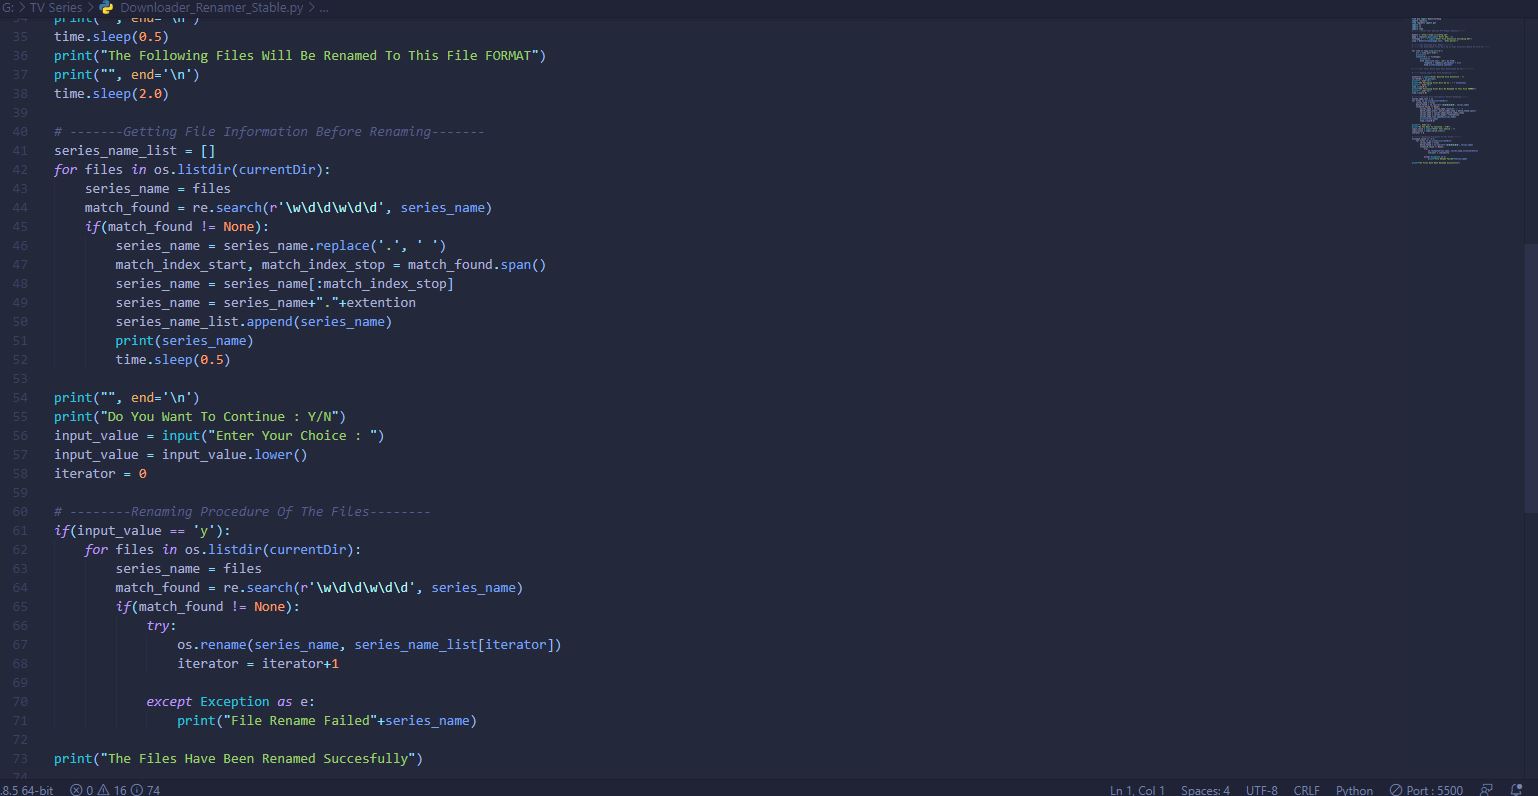 G: > TV Series > Downloader_Renamer_Stable.py > ...
34 print("", end='\n')
35 time.sleep(0.5)
36 print("The Following Files Will Be Renamed To This File FORMAT")
37 print("", end='\n')
38 time.sleep(2.0)
39
40 # -------Getting File Information Before Renaming-------
41 series_name_list = []
42 for files in os.listdir(currentDir):
43 series_name = files
44 match_found = re.search(r'\w\d\d\w\d\d', series_name)
45 if(match_found != None):
46 series_name = series_name.replace('.', ' ')
47 match_index_start, match_index_stop = match_found.span()
48 series_name = series_name[:match_index_stop]
49 series_name = series_name+"."+extention
50 series_name_list.append(series_name)
51 print(series_name)
52 time.sleep(0.5)
53
54 print("", end='\n')
55 print("Do You Want To Continue : Y/N")
56 input_value = input("Enter Your Choice : ")
57 input_value = input_value.lower()
58 iterator = 0
59
60 # --------Renaming Procedure Of The Files--------
61 if(input_value == 'y'):
62 for files in os.listdir(currentDir):
63 series_name = files
64 match_found = re.search(r'\w\d\d\w\d\d', series_name)
65 if(match_found != None):
66 try:
67 os.rename(series_name, series_name_list[iterator])
68 iterator = iterator+1
69
70 except Exception as e:
71 print("File Rename Failed"+series_name)
72
73 print("The Files Have Been Renamed Succesfully")
74
.8.5 64-bit 0 16 74 Ln 1, Col 1 Spaces: 4 UTF-8 CRLF Python Port : 5500